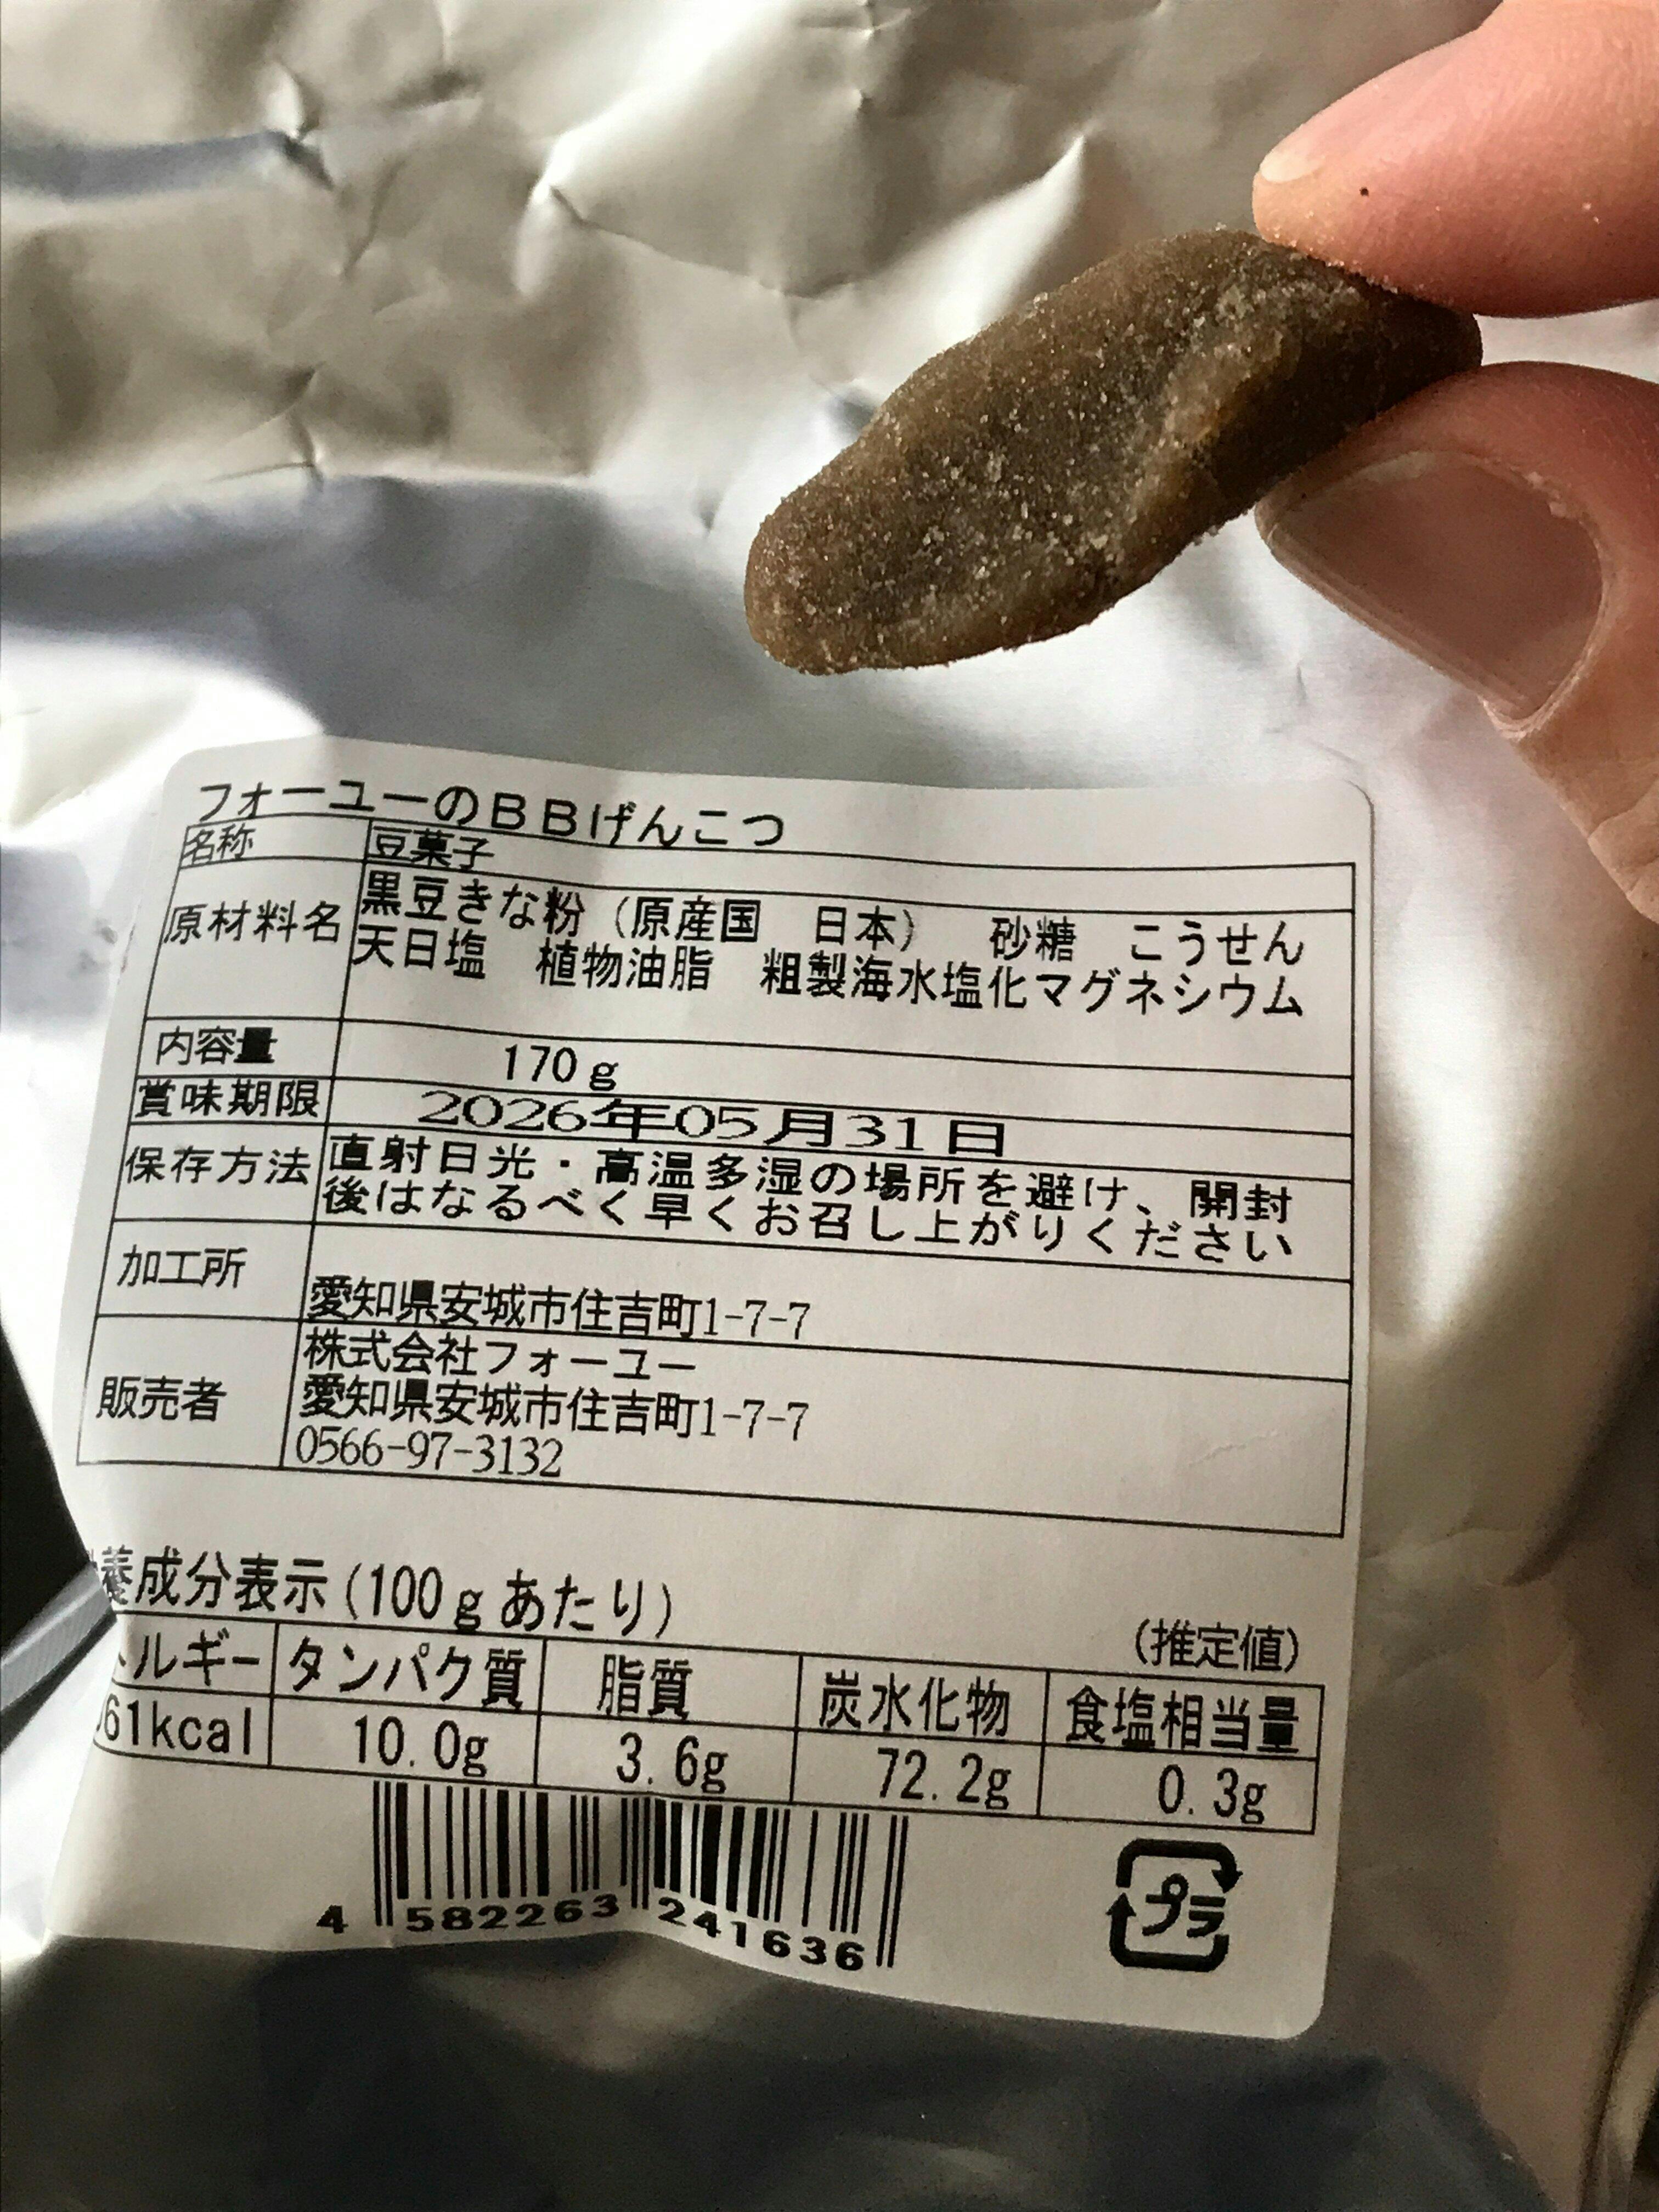 フォーユーのＢＢげんこつ
名称 豆菓子
原材料名 黒豆きな粉（原産国　日本）　砂糖　こうせん
天日塩　植物油脂　粗製海水塩化マグネシウム
内容量 170ｇ
賞味期限 2026年05月31日
保存方法 直射日光・高温多湿の場所を避け、開封
後はなるべく早くお召し上がりください
加工所
愛知県安城市住吉町1-7-7
販売者 株式会社フォーユー
愛知県安城市住吉町1-7-7
0566-97-3132
養成分表示(100ｇあたり)
(推定値)
ルギー タンパク質 脂質 炭水化物 食塩相当量
61kcal 10.0g 3.6g 72.2g 0.3g
4 582263 241636
プラ